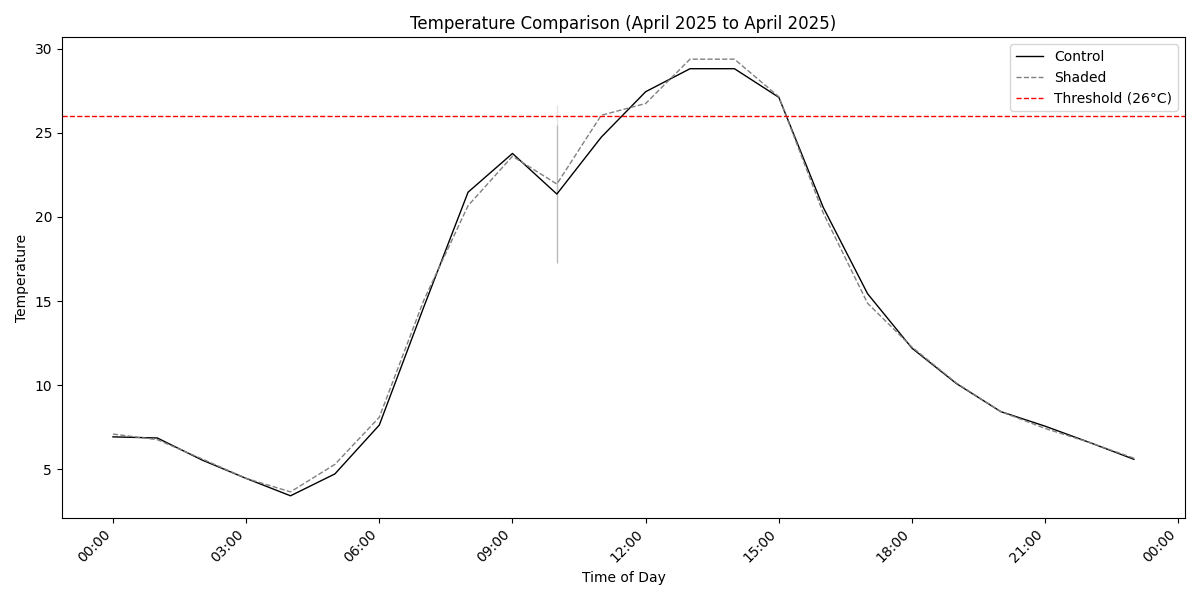 Temperature Comparison (April 2025 to April 2025)
Control
Shaded
Threshold (26°C)
30
25
20
15
10
5
Temperature
00:00
03:00
06:00
09:00
12:00
15:00
18:00
21:00
00:00
Time of Day